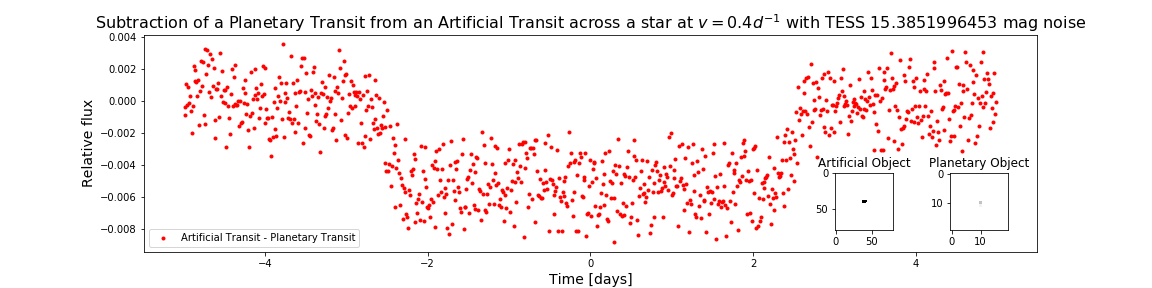 Subtraction of a Planetary Transit from an Artificial Transit across a star at v = 0.4d⁻¹ with TESS 15.3851996453 mag noise
0.004
0.002
0.000
−0.002
−0.004
−0.006
−0.008
Relative flux
Artificial Transit - Planetary Transit
Artificial Object
0
50
0 50
Planetary Object
0
10
0 10
−4 −2 0 2 4
Time [days]